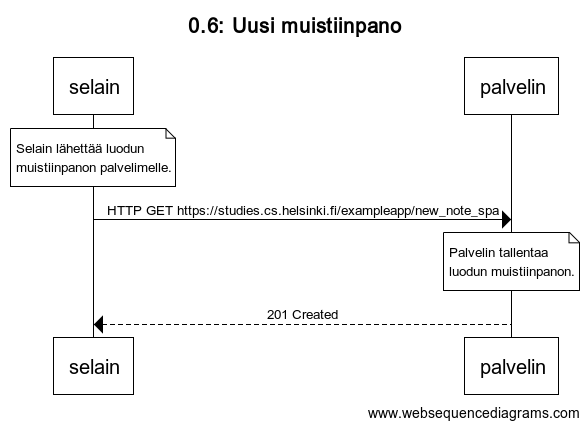 0.6: Uusi muistiinpano
selain
palvelin
Selain lähettää luodun
muistiinpanon palvelimelle.
HTTP GET https://studies.cs.helsinki.fi/exampleapp/new_note_spa
Palvelin tallentaa
luodun muistiinpanon.
201 Created
selain
palvelin
www.websequencediagrams.com